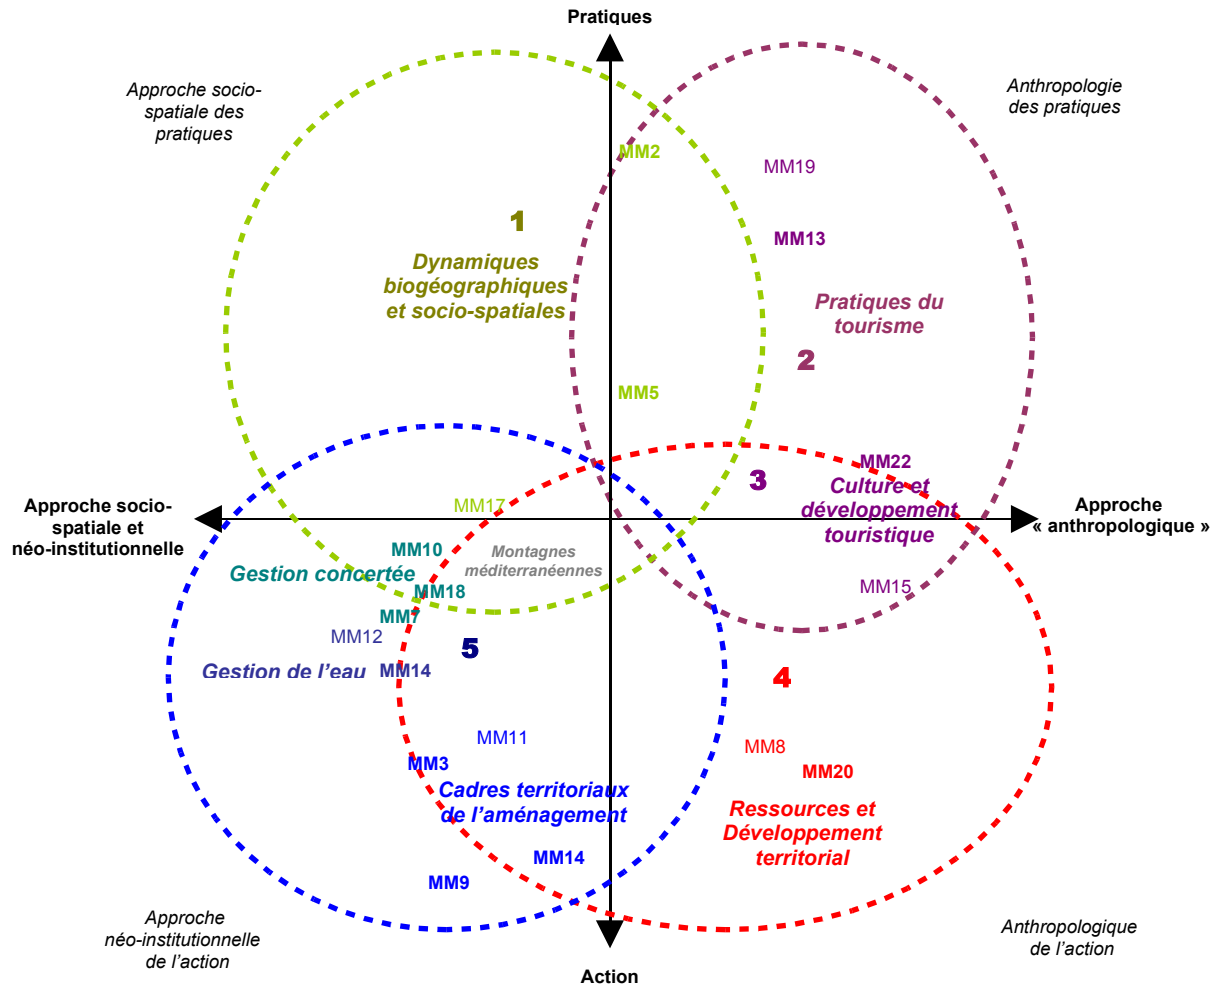 Pratiques
Approche socio-
spatiale des
pratiques
Anthropologie
des pratiques
MM2
MM19
1
MM13
Dynamiques
biogéographiques
et socio-spatiales
Pratiques du
tourisme
2
MM5
MM22
3
Culture et
développement
touristique
Approche socio-
spatiale et
néo-institutionnelle
MM17
Approche
« anthropologique »
MM10
Montagnes
méditerranéennes
Gestion concertée
MM18
MM15
MM7
MM12
5
Gestion de l'eau
MM14
4
MM11
MM8
MM3
MM20
Cadres territoriaux
de l'aménagement
Ressources et
Développement
territorial
MM14
MM9
Approche
néo-institutionnelle
de l'action
Anthropologique
de l'action
Action